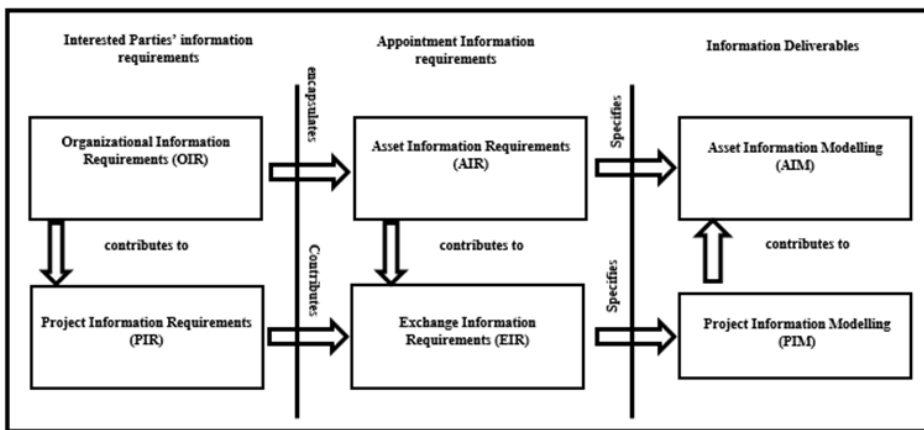 Interested Parties' information
requirements
Appointment Information
requirements
Information Deliverables
encapsulates
Specifies
Organizational Information
Requirements (OIR)
Asset Information Requirements
(AIR)
Asset Information Modelling
(AIM)
contributes to
contributes to
contributes to
Contributes
Specifies
Project Information Requirements
(PIR)
Exchange Information
Requirements (EIR)
Project Information Modelling
(PIM)